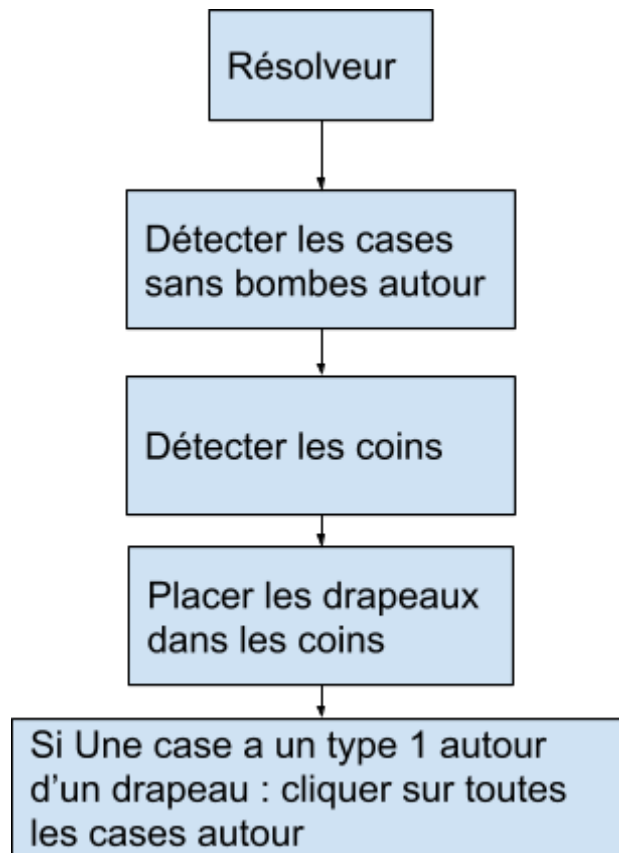 Résolveur
Détecter les cases
sans bombes autour
Détecter les coins
Placer les drapeaux
dans les coins
Si Une case a un type 1 autour
d'un drapeau : cliquer sur toutes
les cases autour